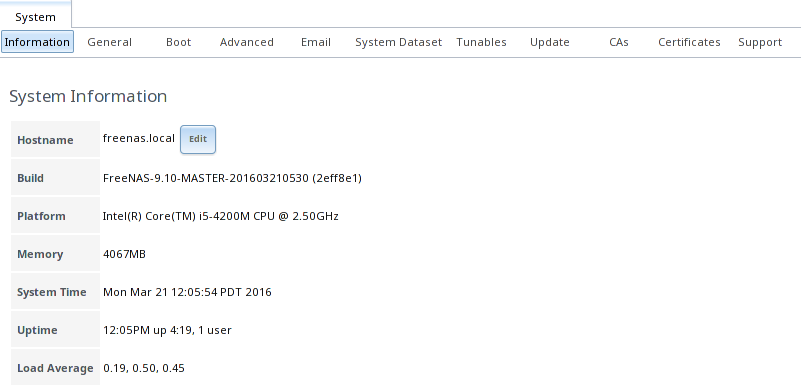 System
Information General Boot Advanced Email System Dataset Tunables Update CAs Certificates Support
System Information
Hostname freenas.local Edit
Build FreeNAS-9.10-MASTER-201603210530 (2eff8e1)
Platform Intel(R) Core(TM) i5-4200M CPU @ 2.50GHz
Memory 4067MB
System Time Mon Mar 21 12:05:54 PDT 2016
Uptime 12:05PM up 4:19, 1 user
Load Average 0.19, 0.50, 0.45